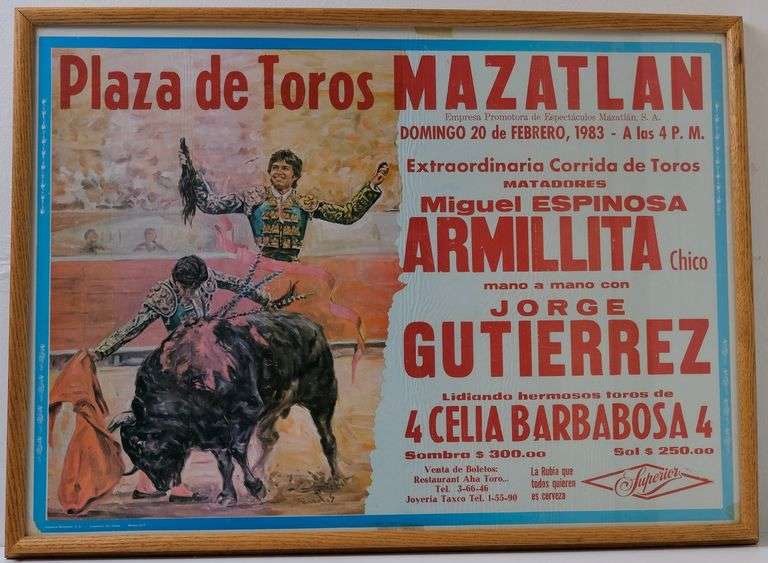 Plaza de Toros MAZATLAN
Empresa Promotora de Espectáculos Mazatlán, S. A.
DOMINGO 20 de FEBRERO, 1983 - A las 4 P. M.
Extraordinaria Corrida de Toros
MATADORES
Miguel ESPINOSA
ARMILLITA Chico
mano a mano con
JORGE
GUTIERREZ
Lidiando hermosos toros de
4 CELIA BARBABOSA 4
Sombra $ 300.00 Sol $ 250.00
Venta de Boletos:
Restaurant Aha Toro...
Tel. 3-66-46
Joyería Taxco Tel. 1-55-90
La Rubia que
todos quieren
es cerveza
Superior